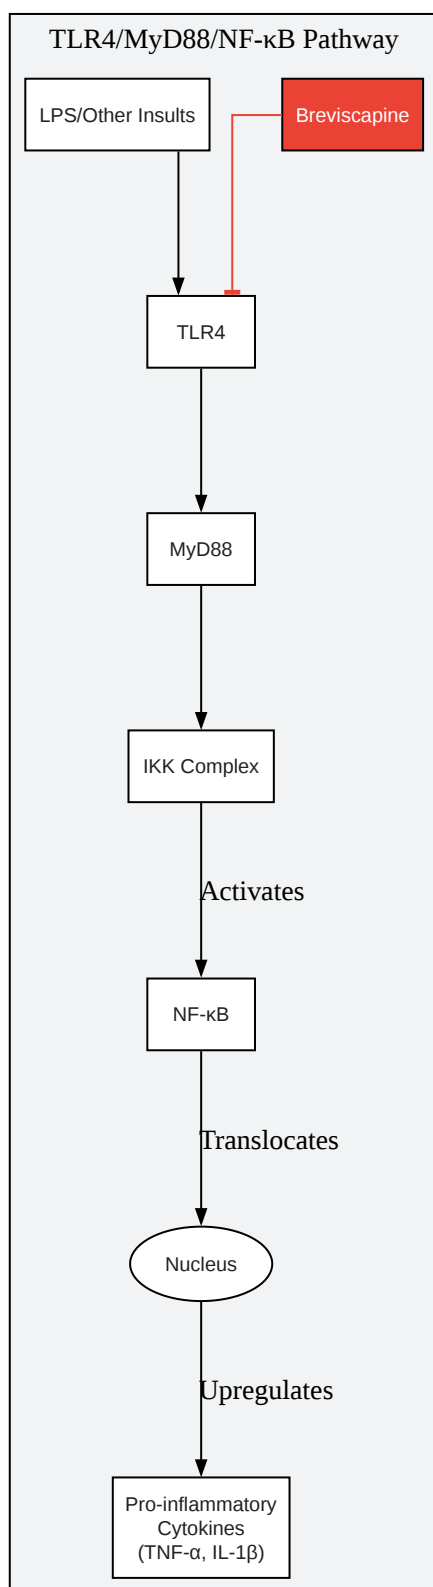 TLR4/MyD88/NF-κB Pathway
LPS/Other Insults
Breviscapine
TLR4
MyD88
IKK Complex
Activates
NF-κB
Translocates
Nucleus
Upregulates
Pro-inflammatory
Cytokines
(TNF-α, IL-1β)